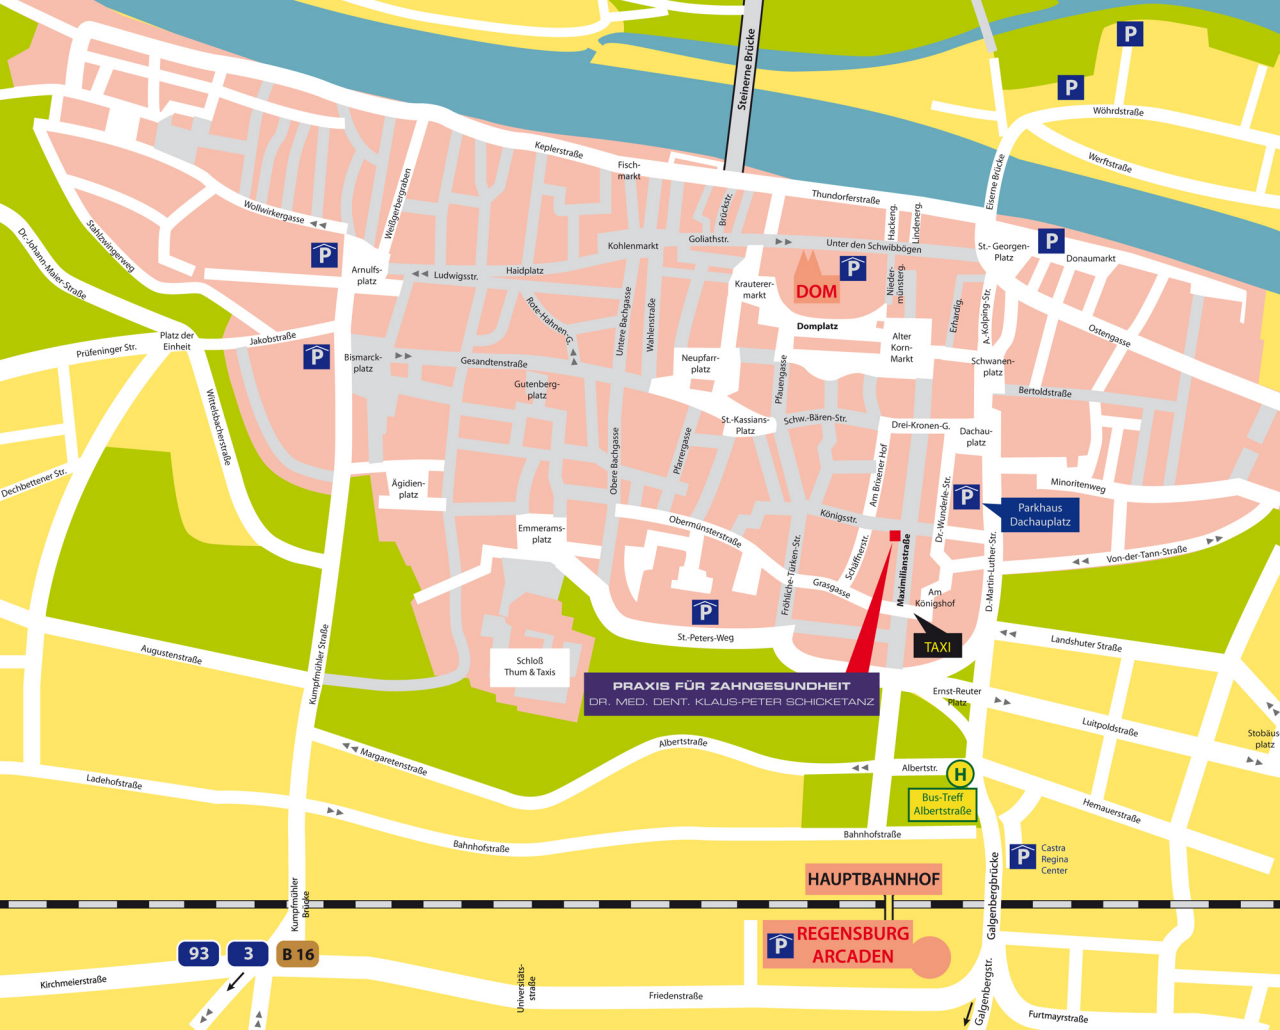 P
P
Steinerne Brücke
Wöhrdstraße
Werftstraße
Keplerstraße
Fisch-
markt
Eiserne Brücke
Thundorferstraße
Weißgerbergraben
Wollwirkergasse
Brückstr.
Hackeng.
Lindenerg.
Stahlzwingerweg
Dr.-Johann-Maier-Straße
P
Kohlenmarkt
Goliathstr.
Unter den Schwibbögen
St.- Georgen-
Platz
P
Donaumarkt
Arnulfs-
platz
Ludwigsstr.
Haidplatz
Krauterer-
markt
DOM
P
Nieder-
münsterg.
Erhardig.
A.-Kolping-Str.
Ostengasse
Rote-Hahnen-G.
Untere Bachgasse
Wahlenstraße
Domplatz
Alter
Korn-
Markt
Platz der
Einheit
Prüfeninger Str.
Jakobstraße
P
Bismarck-
platz
Gesandtenstraße
Neupfarr-
platz
Pfauengasse
Schwanen-
platz
Gutenberg-
platz
Bertoldstraße
Wittelsbacherstraße
St.-Kassians-
Platz
Schw.-Bären-Str.
Drei-Kronen-G.
Dachau-
platz
Obere Bachgasse
Pfarrergasse
Am Brixener Hof
Dechbettener Str.
Ägidien-
platz
Minoritenweg
Dr.-Wunderle-Str.
P
Parkhaus
Dachauplatz
Königsstr.
Emmerams-
platz
Obermünsterstraße
Fröhliche-Türken-Str.
Schäffnerstr.
Maximilianstraße
D.-Martin-Luther-Str.
Von-der-Tann-Straße
Grasgasse
Am
Königshof
P
St.-Peters-Weg
TAXI
Landshuter Straße
Augustenstraße
Kumpfmühler Straße
Schloß
Thum & Taxis
PRAXIS FÜR ZAHNGESUNDHEIT
DR. MED. DENT. KLAUS-PETER SCHICKETANZ
Ernst-Reuter
Platz
Luitpoldstraße
Stobäus
platz
Albertstraße
Margaretenstraße
Albertstr.
H
Bus-Treff
Albertstraße
Ladehofstraße
Hemauerstraße
Bahnhofstraße
Bahnhofstraße
P
Castra
Regina
Center
HAUPTBAHNHOF
Kumpfmühler
Brücke
Galgenbergbrücke
P
REGENSBURG
ARCADEN
93
3
B 16
Kirchmeierstraße
Universitäts-
straße
Friedenstraße
Galgenbergstr.
Furtmayrstraße